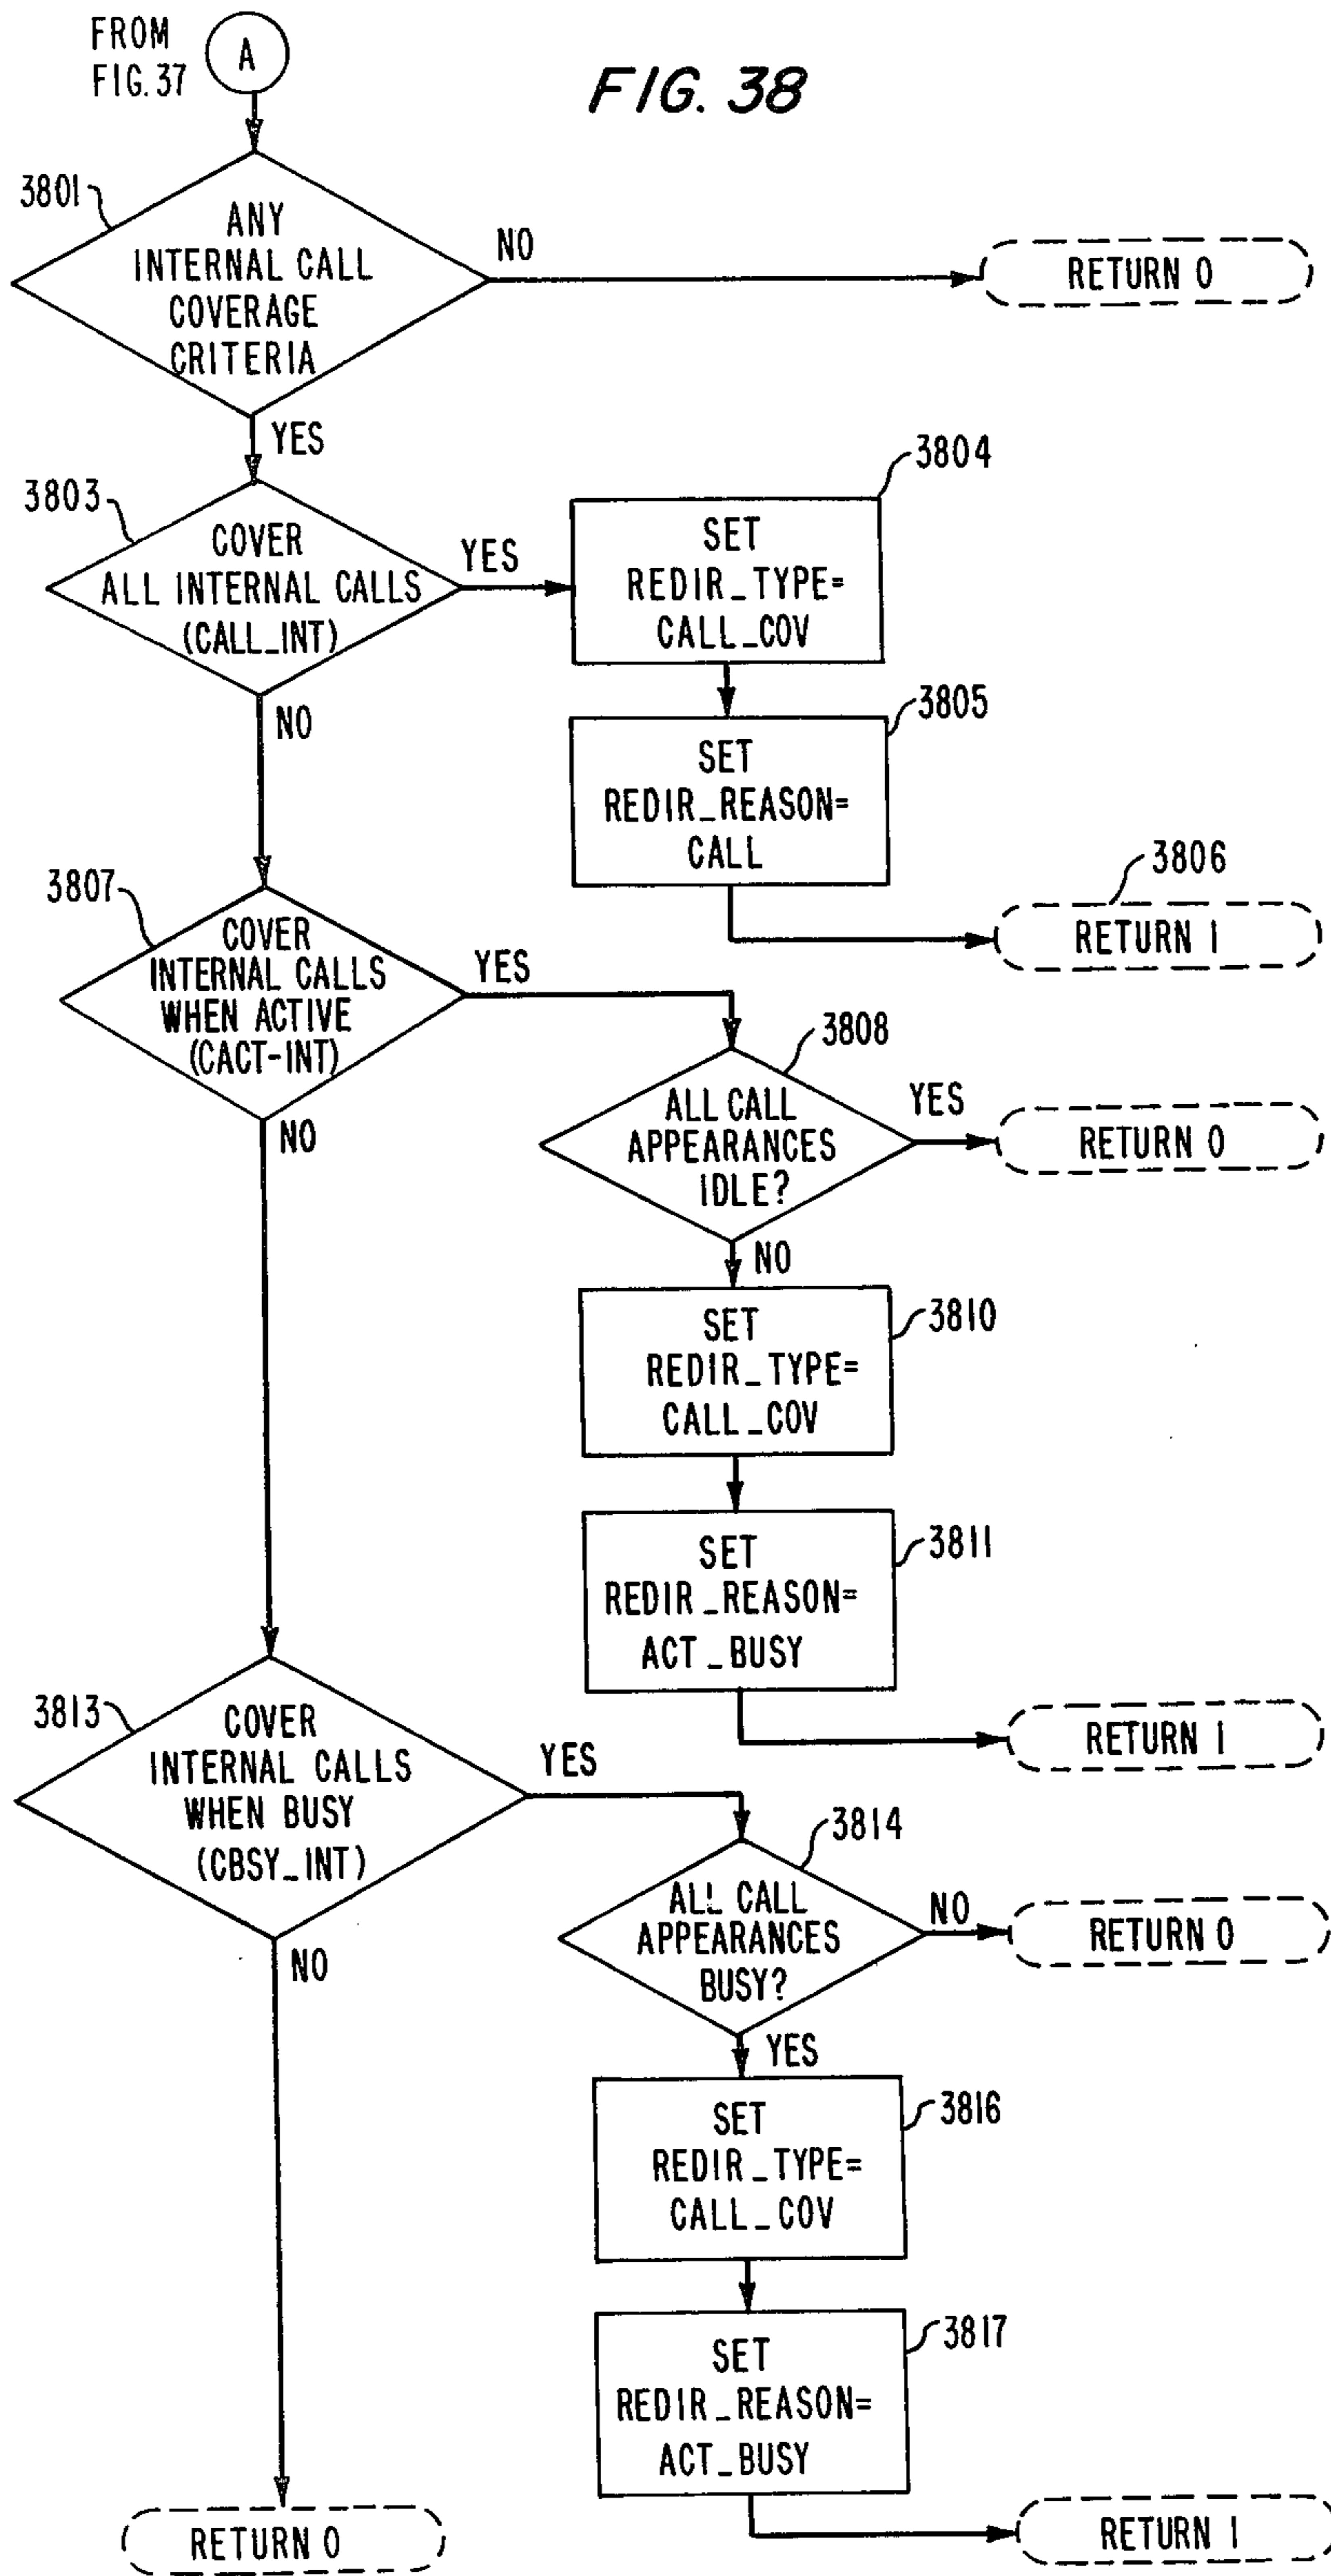 FROM
FIG. 37
A
FIG. 38
3801
ANY
INTERNAL CALL
COVERAGE
CRITERIA
NO
RETURN 0
YES
3803
COVER
ALL INTERNAL CALLS
(CALL_INT)
YES
3804
SET
REDIR_TYPE=
CALL_COV
NO
3805
SET
REDIR_REASON=
CALL
3806
RETURN 1
3807
COVER
INTERNAL CALLS
WHEN ACTIVE
(CACT-INT)
YES
NO
3808
ALL CALL
APPEARANCES
IDLE?
YES
RETURN 0
NO
3810
SET
REDIR_TYPE=
CALL_COV
3811
SET
REDIR_REASON=
ACT_BUSY
RETURN 1
3813
COVER
INTERNAL CALLS
WHEN BUSY
(CBSY_INT)
YES
NO
3814
ALL CALL
APPEARANCES
BUSY?
NO
RETURN 0
YES
3816
SET
REDIR_TYPE=
CALL_COV
3817
SET
REDIR_REASON=
ACT_BUSY
RETURN 1
RETURN 0